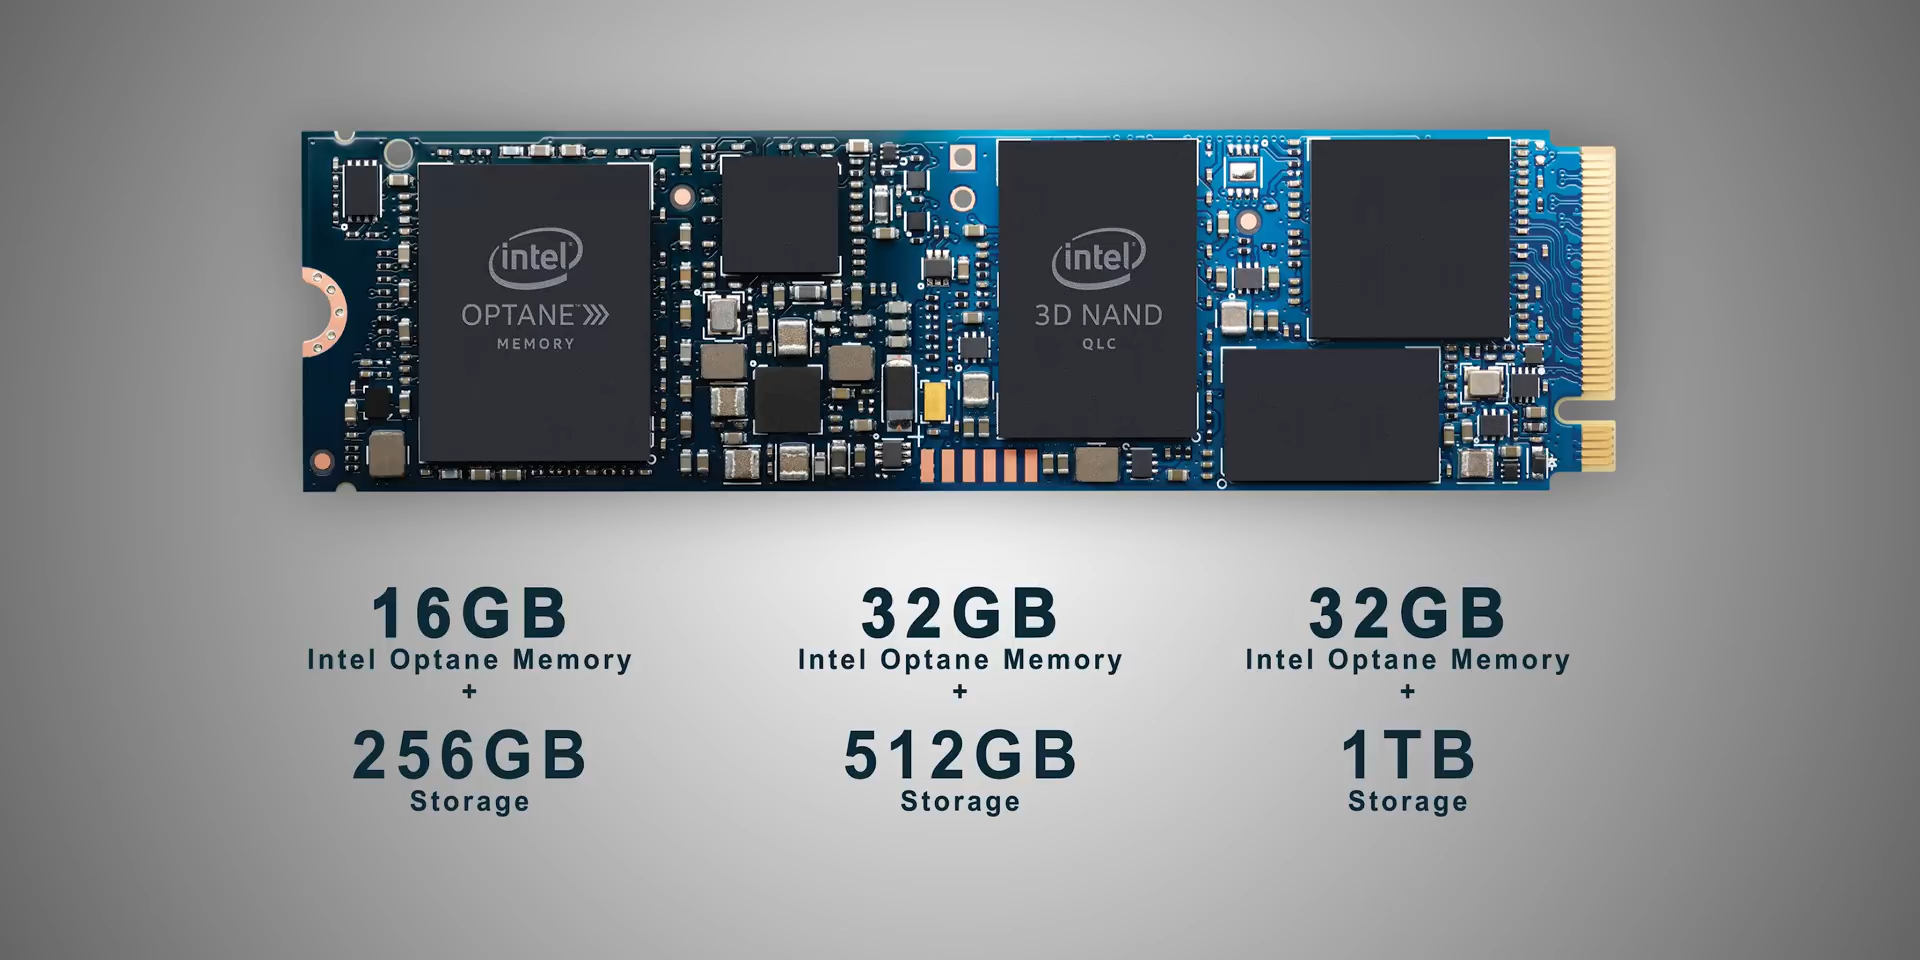 intel
OPTANE
MEMORY
intel
3D NAND
QLC
16GB
Intel Optane Memory
+
256GB
Storage
32GB
Intel Optane Memory
+
512GB
Storage
32GB
Intel Optane Memory
+
1TB
Storage